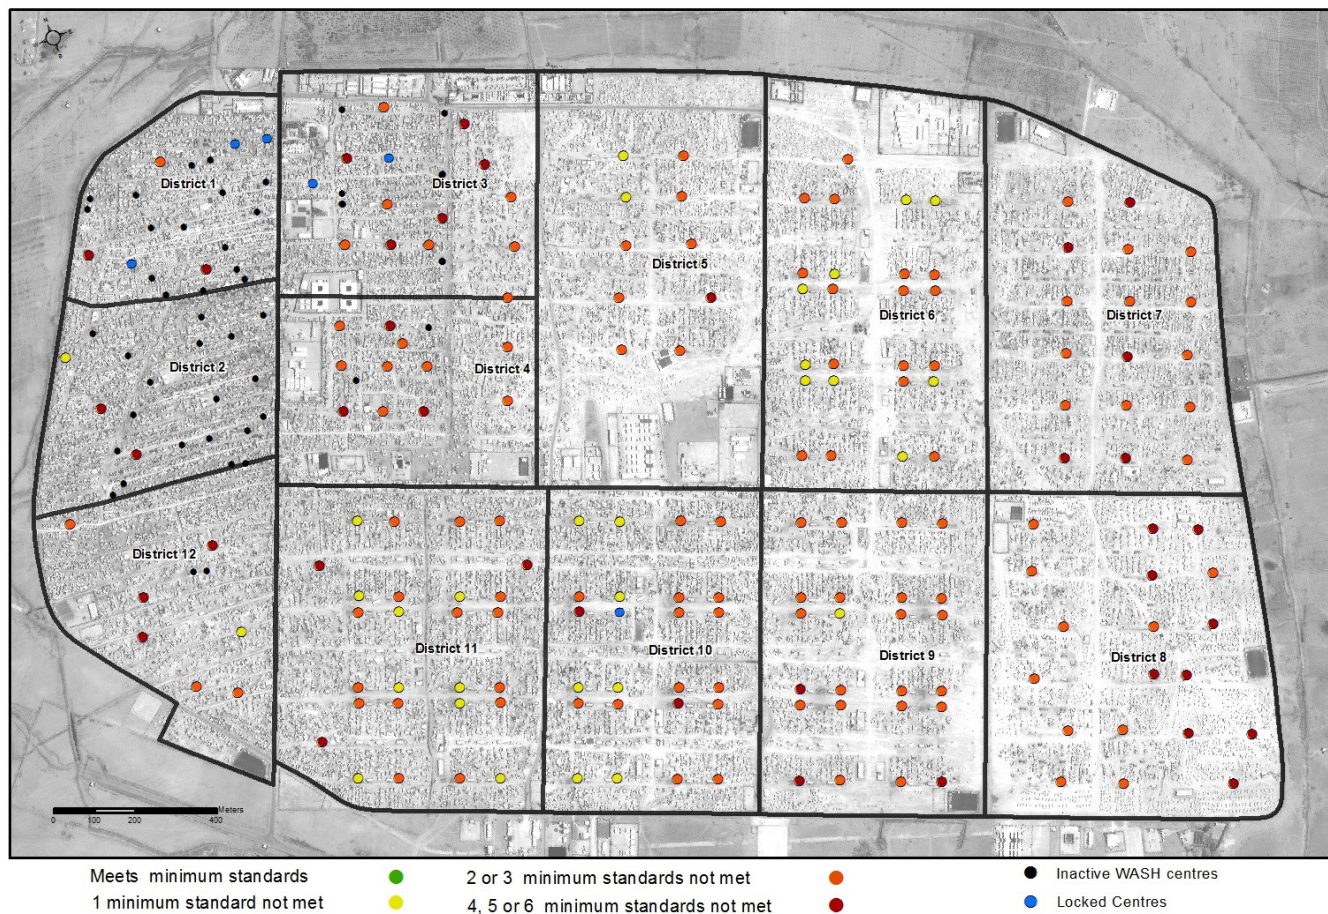 District 1
District 3
District 5
District 6
District 7
District 2
District 4
District 12
District 11
District 10
District 9
District 8
Meters
0 100 200 400
Meets minimum standards
2 or 3 minimum standards not met
Inactive WASH centres
1 minimum standard not met
4, 5 or 6 minimum standards not met
Locked Centres